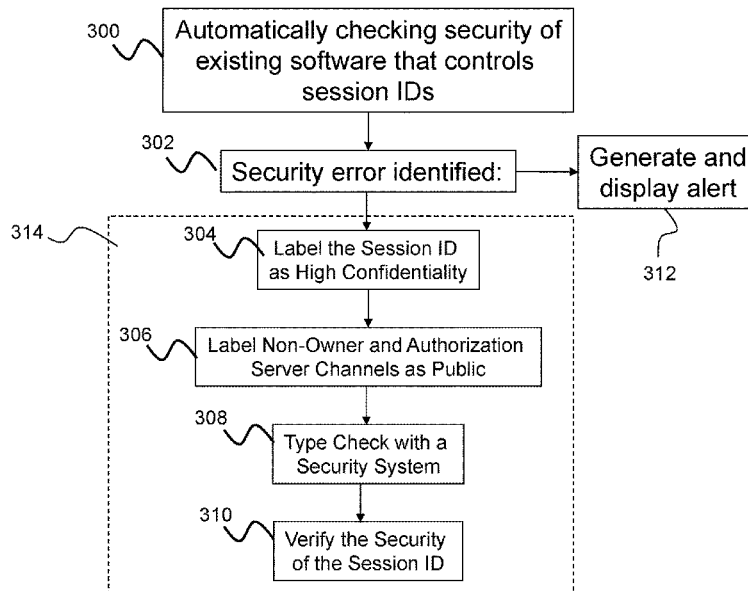 300
Automatically checking security of
existing software that controls
session IDs
302
Security error identified:
Generate and
display alert
312
314
304
Label the Session ID
as High Confidentiality
306
Label Non-Owner and Authorization
Server Channels as Public
308
Type Check with a
Security System
310
Verify the Security
of the Session ID